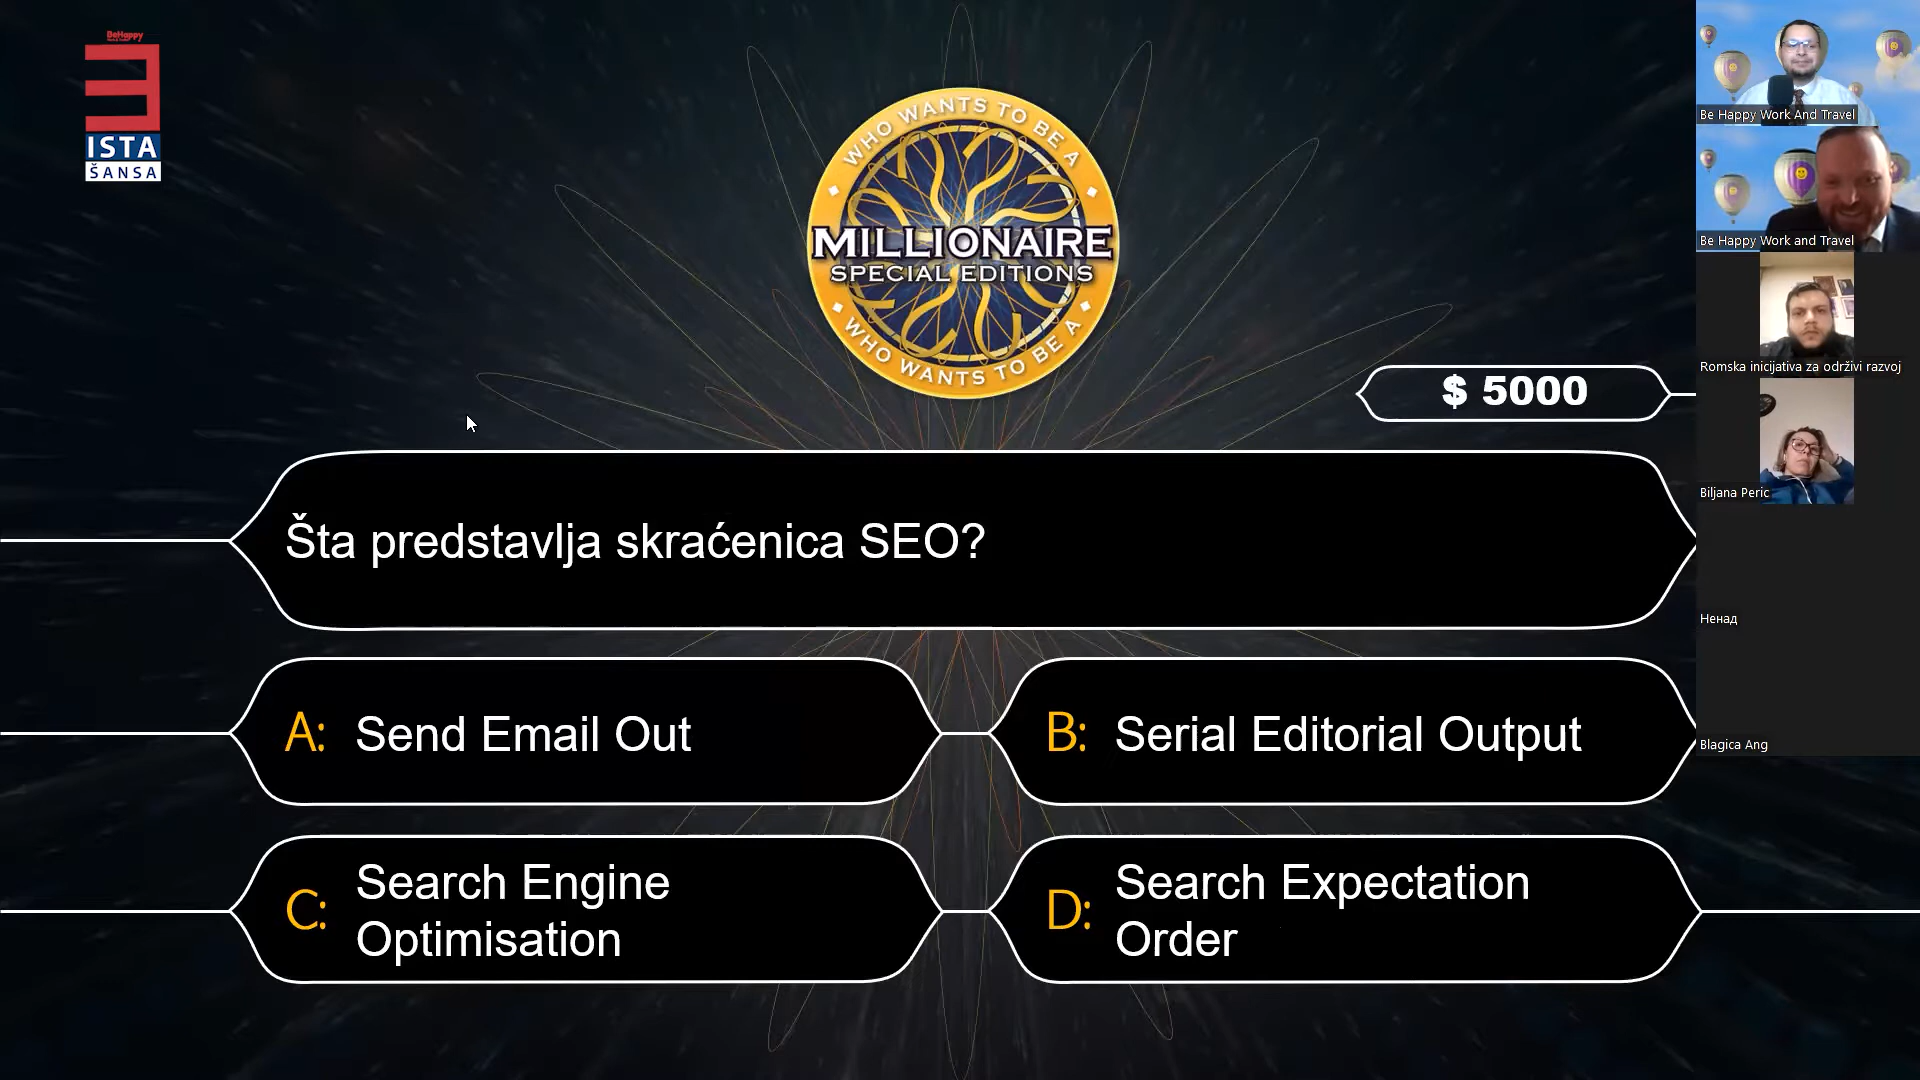 BeHappy
ISTA
ŠANSA
WHO WANTS TO BE A
MILLIONAIRE
SPECIAL EDITIONS
WHO WANTS TO BE A
$ 5000
Šta predstavlja skraćenica SEO?
A: Send Email Out
B: Serial Editorial Output
C: Search Engine
Optimisation
D: Search Expectation
Order
Be Happy Work And Travel
Be Happy Work and Travel
Romska inicijativa za održivi razvoj
Biljana Peric
Ненад
Blagica Ang